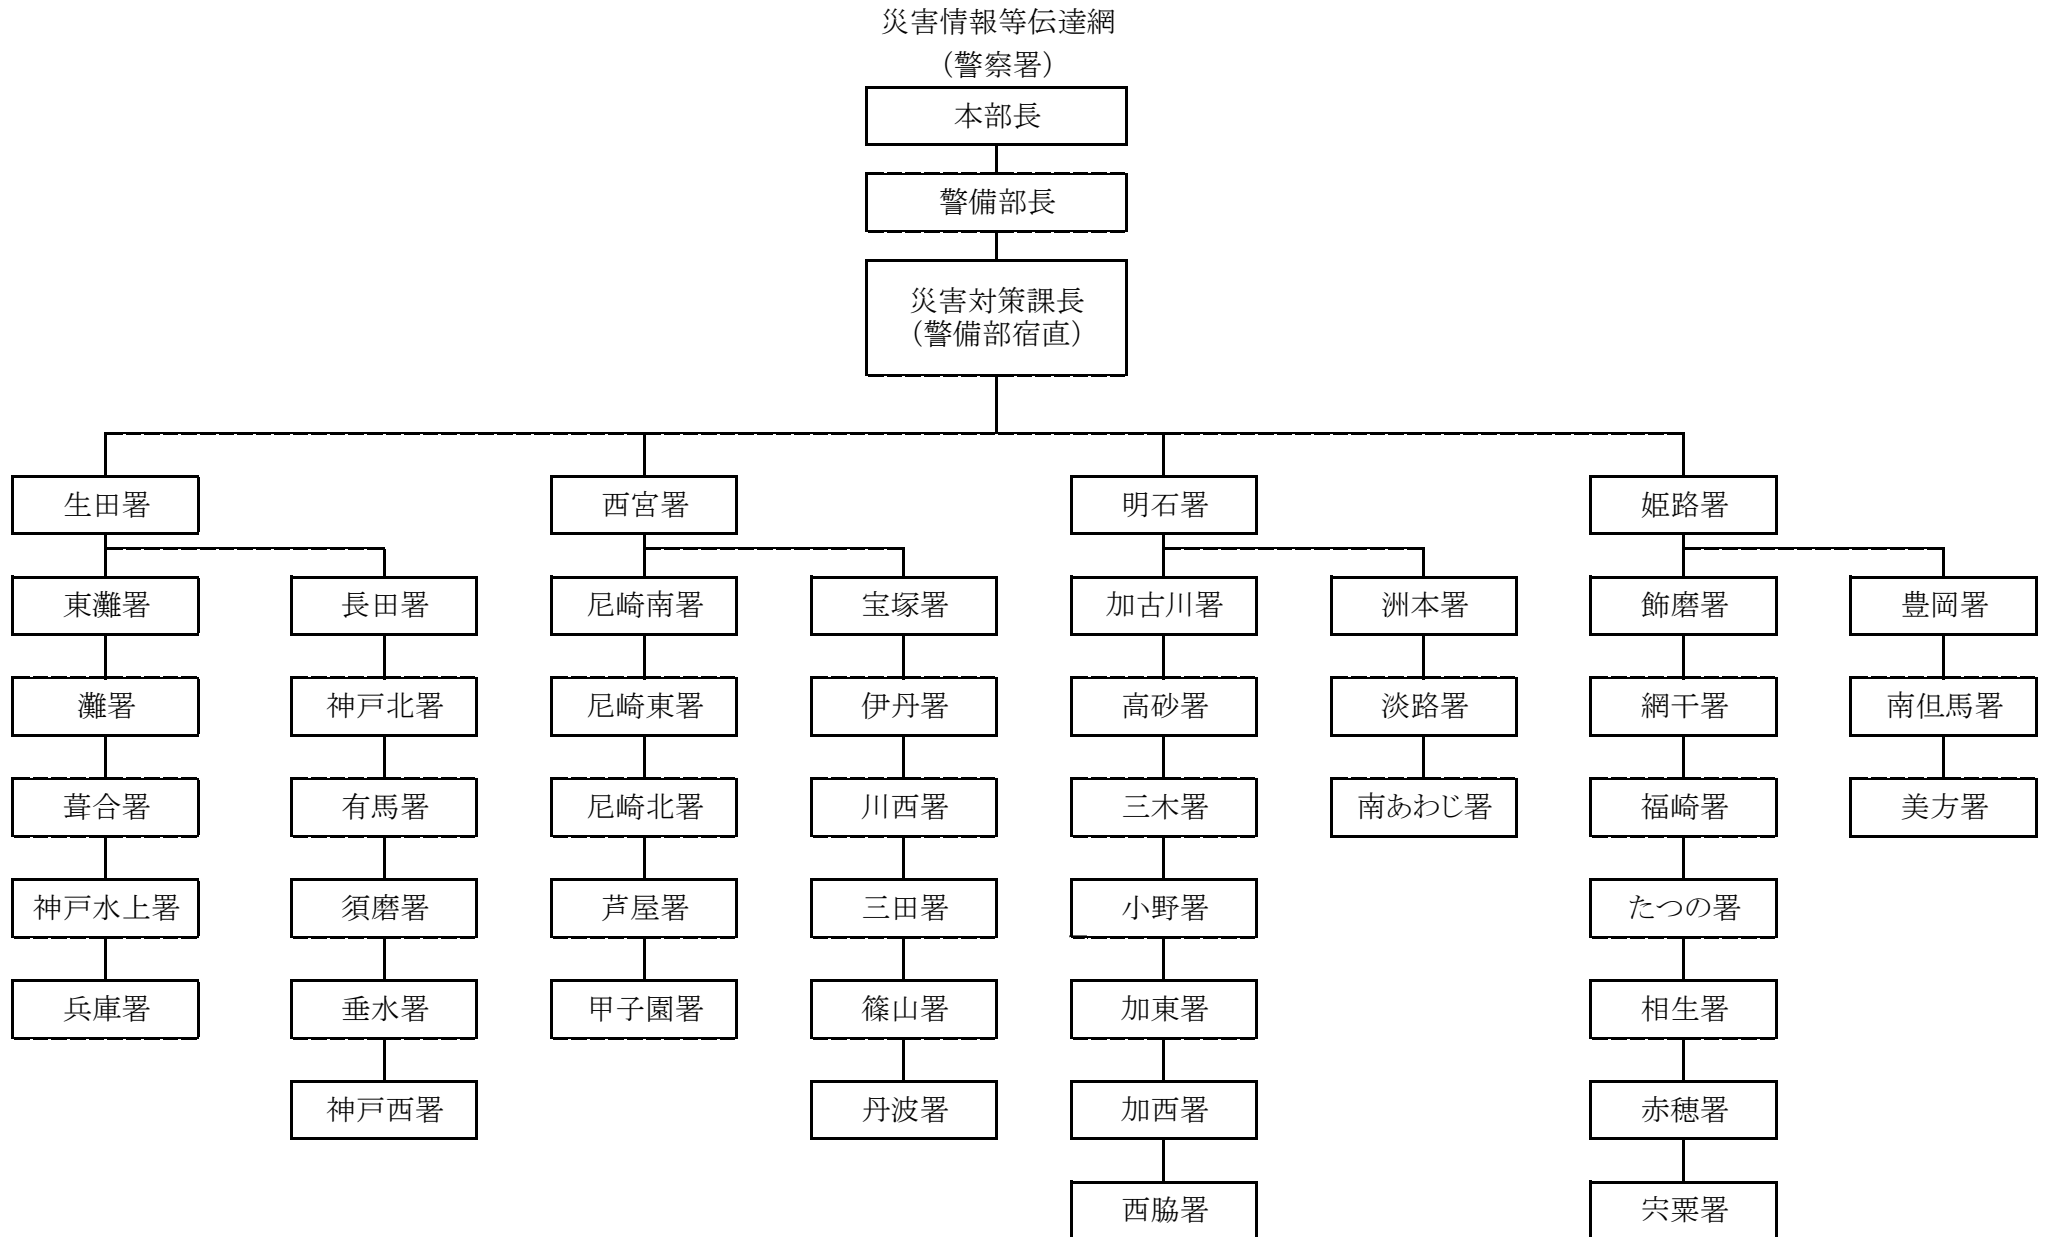 災害情報等伝達網
（警察署）
本部長
警備部長
災害対策課長
（警備部宿直）
生田署
西宮署
明石署
姫路署
東灘署
長田署
尼崎南署
宝塚署
加古川署
洲本署
飾磨署
豊岡署
灘署
神戸北署
尼崎東署
伊丹署
高砂署
淡路署
網干署
南但馬署
葺合署
有馬署
尼崎北署
川西署
三木署
南あわじ署
福崎署
美方署
神戸水上署
須磨署
芦屋署
三田署
小野署
たつの署
兵庫署
垂水署
甲子園署
篠山署
加東署
相生署
神戸西署
丹波署
加西署
赤穂署
西脇署
宍粟署